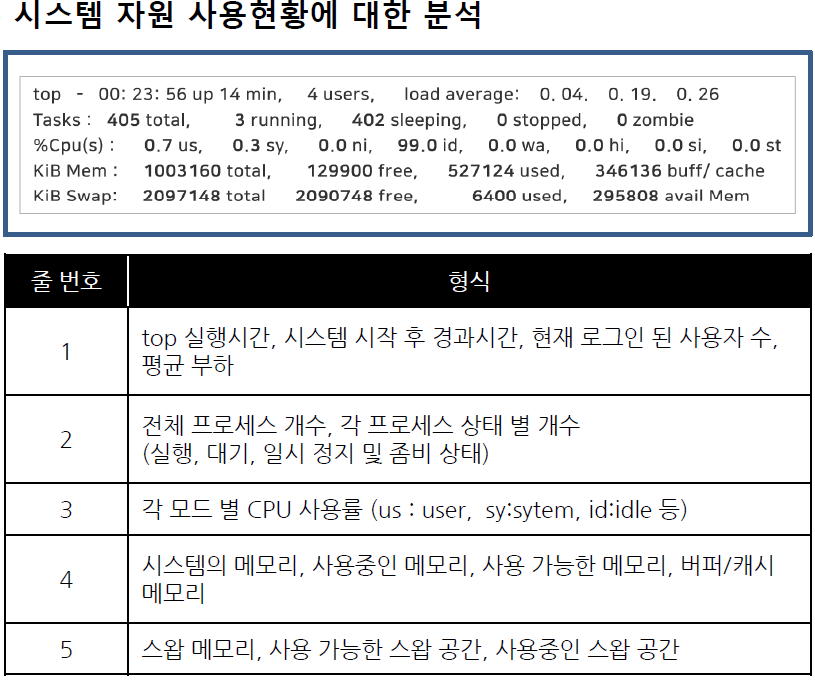 시스템 자원 사용현황에 대한 분석
top - 00: 23: 56 up 14 min, 4 users, load average: 0. 04. 0. 19. 0. 26
Tasks : 405 total, 3 running, 402 sleeping, 0 stopped, 0 zombie
%Cpu(s) : 0.7 us, 0.3 sy, 0.0 ni, 99.0 id, 0.0 wa, 0.0 hi, 0.0 si, 0.0 st
KiB Mem : 1003160 total, 129900 free, 527124 used, 346136 buff/ cache
KiB Swap: 2097148 total 2090748 free, 6400 used, 295808 avail Mem
줄 번호 형식
1 top 실행시간, 시스템 시작 후 경과시간, 현재 로그인 된 사용자 수,
평균 부하
2 전체 프로세스 개수, 각 프로세스 상태 별 개수
(실행, 대기, 일시 정지 및 좀비 상태)
3 각 모드 별 CPU 사용률 (us : user, sy:sytem, id:idle 등)
4 시스템의 메모리, 사용중인 메모리, 사용 가능한 메모리, 버퍼/캐시
메모리
5 스왑 메모리, 사용 가능한 스왑 공간, 사용중인 스왑 공간